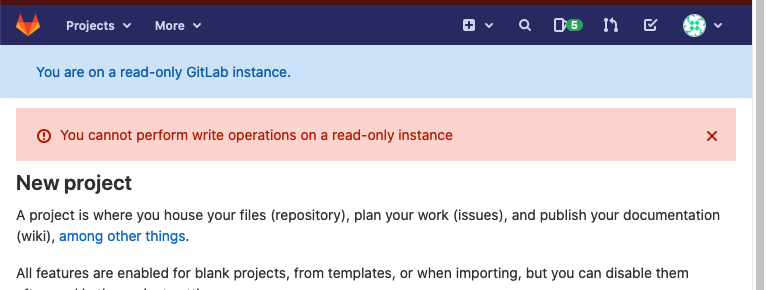 Projects More 5
You are on a read-only GitLab instance.
You cannot perform write operations on a read-only instance
New project
A project is where you house your files (repository), plan your work (issues), and publish your documentation
(wiki), among other things.
All features are enabled for blank projects, from templates, or when importing, but you can disable them